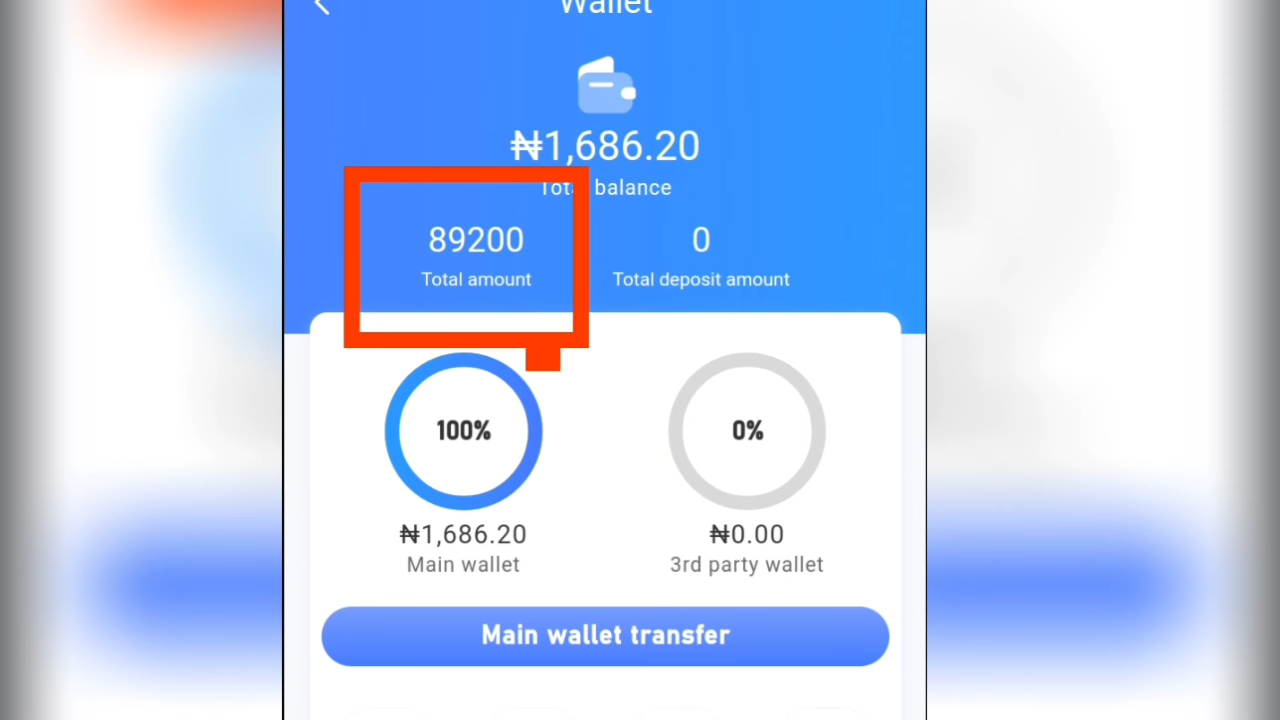 Wallet
₦1,686.20
Total balance
89200
0
Total amount
Total deposit amount
100%
0%
₦1,686.20
₦0.00
Main wallet
3rd party wallet
Main wallet transfer